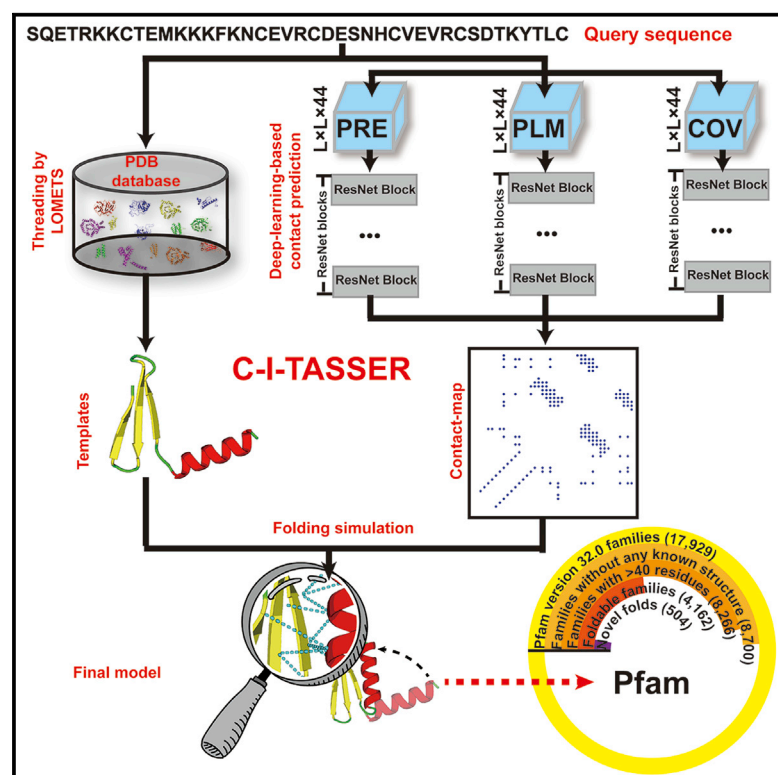 SQETRKKCTEMKKKFKNCEVRCDESNHCVEVRCSDTKYTLC
Query sequence
Threading by
LOMETS
PDB
database
Deep-learning-based
contact prediction
L×L×44
PRE
L×L×44
PLM
L×L×44
COV
ResNet blocks
ResNet Block
...
ResNet Block
ResNet blocks
ResNet Block
...
ResNet Block
ResNet blocks
ResNet Block
...
ResNet Block
C-I-TASSER
Templates
Contact-map
Folding simulation
Final model
Pfam version 32.0 families (17,929)
Families without any known structure (8,700)
Families with >40 residues (8,266)
Foldable families (4,162)
Novel folds (504)
Pfam